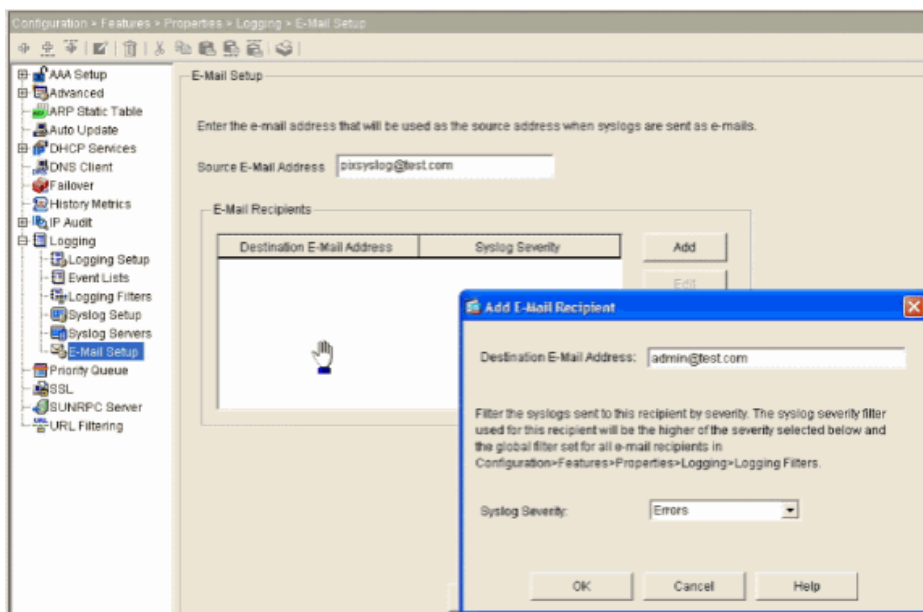 Configuration > Features > Properties > Logging > E-Mail Setup
AAA Setup
Advanced
ARP Static Table
Auto Update
DHCP Services
DNS Client
Failover
History Metrics
IP Audit
Logging
Logging Setup
Event Lists
Logging Filters
Syslog Setup
Syslog Servers
E-Mail Setup
Priority Queue
SSL
SUNRPC Server
URL Filtering
E-Mail Setup
Enter the e-mail address that will be used as the source address when syslogs are sent as e-mails.
Source E-Mail Address pixsyslog@test.com
E-Mail Recipients
Destination E-Mail Address Syslog Severity
Add
Edit
Add E-Mail Recipient
Destination E-Mail Address: admin@test.com
Filter the syslogs sent to this recipient by severity. The syslog severity filter
used for this recipient will be the higher of the severity selected below and
the global filter set for all e-mail recipients in
Configuration>Features>Properties>Logging>Logging Filters.
Syslog Severity: Errors
OK Cancel Help